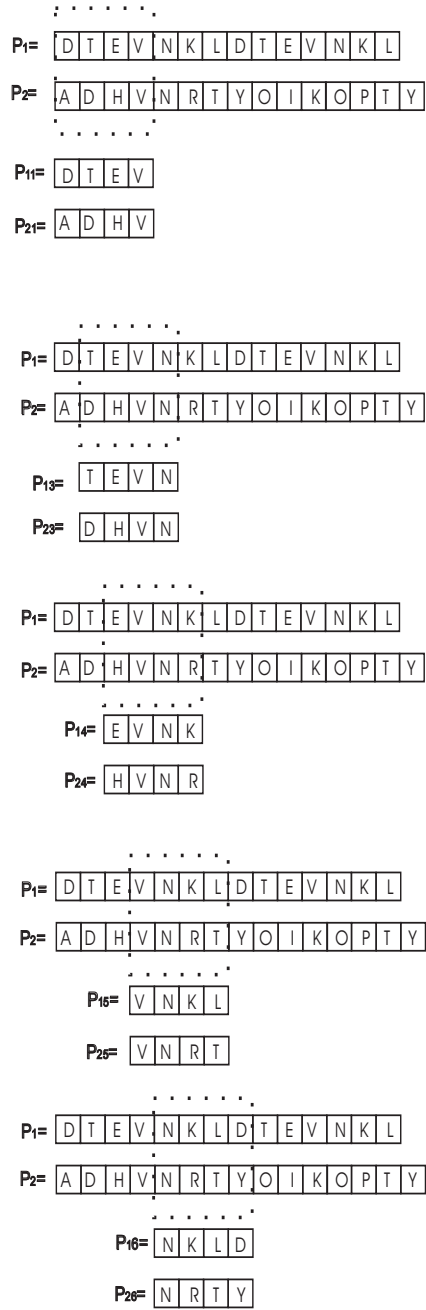 P1= D T E V N K L D T E V N K L
P2= A D H V N R T Y O I K O P T Y
P11= D T E V
P21= A D H V
P1= D T E V N K L D T E V N K L
P2= A D H V N R T Y O I K O P T Y
P13= T E V N
P23= D H V N
P1= D T E V N K L D T E V N K L
P2= A D H V N R T Y O I K O P T Y
P14= E V N K
P24= H V N R
P1= D T E V N K L D T E V N K L
P2= A D H V N R T Y O I K O P T Y
P15= V N K L
P25= V N R T
P1= D T E V N K L D T E V N K L
P2= A D H V N R T Y O I K O P T Y
P16= N K L D
P26= N R T Y